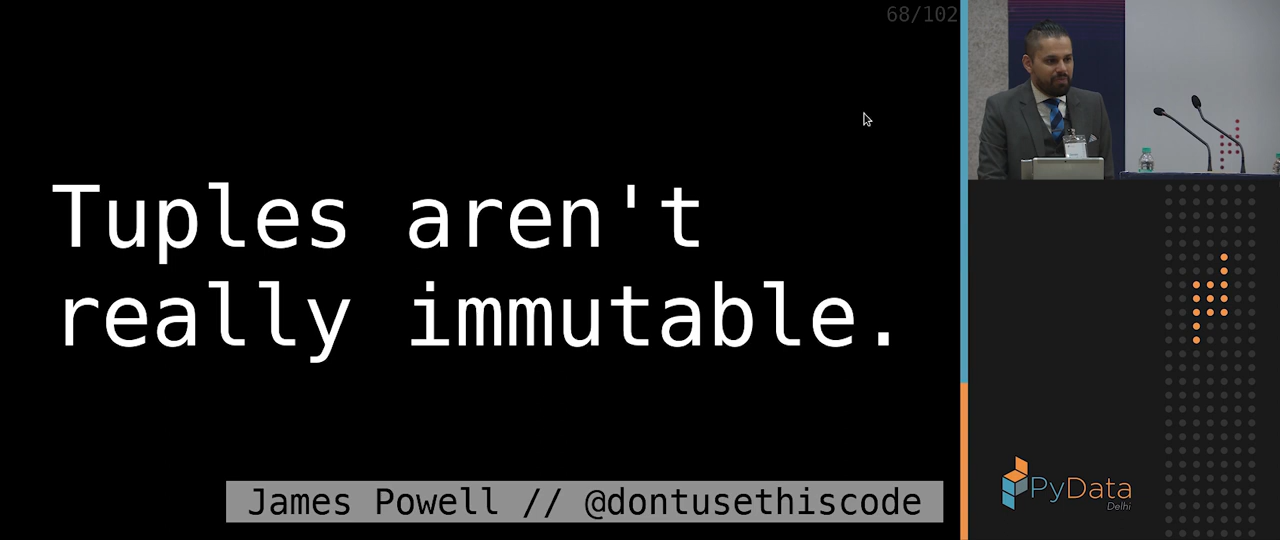 68/102
Tuples aren't
really immutable.
James Powell // @dontusethiscode
PyData
Delhi